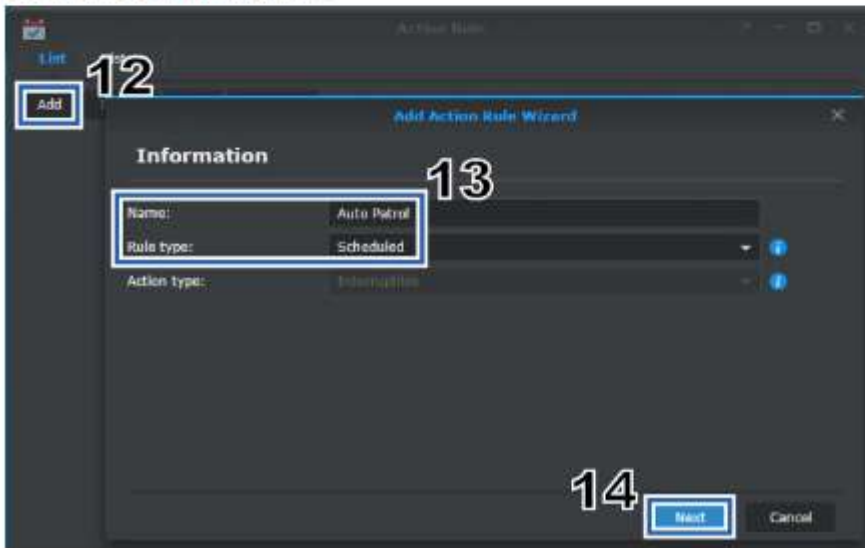 Action Rule
List
12
Add
Add Action Rule Wizard
Information
13
Name: Auto Patrol
Rule type: Scheduled
Action type: Interruptible
14
Next Cancel